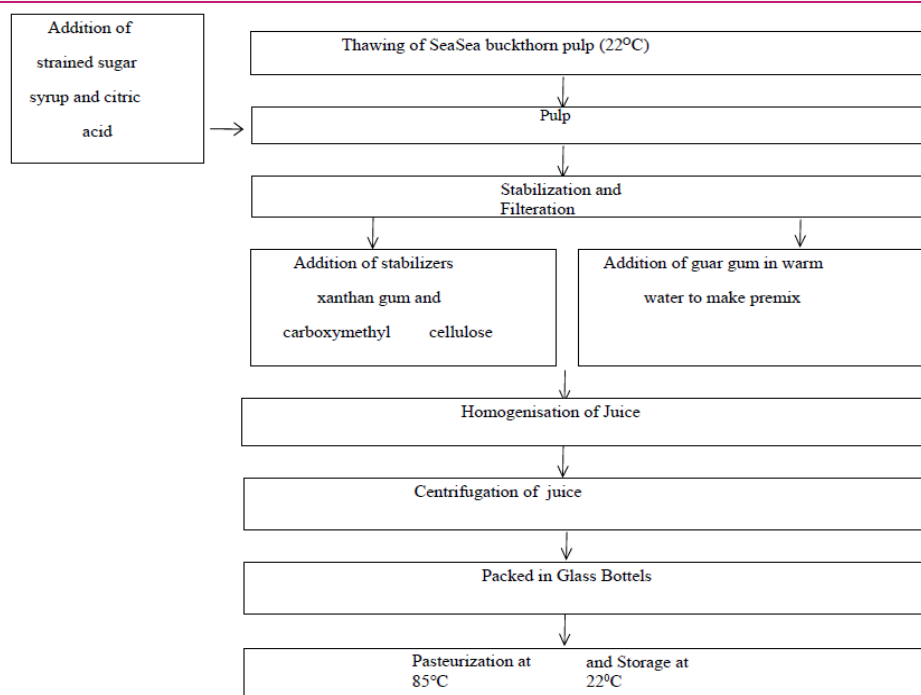 Addition of
strained sugar
syrup and citric
acid
Thawing of SeaSea buckthorn pulp (22⁰C)
Pulp
Stabilization and
Filteration
Addition of stabilizers
xanthan gum and
carboxymethyl cellulose
Addition of guar gum in warm
water to make premix
Homogenisation of Juice
Centrifugation of juice
Packed in Glass Bottels
Pasteurization at and Storage at
85°C 22⁰C